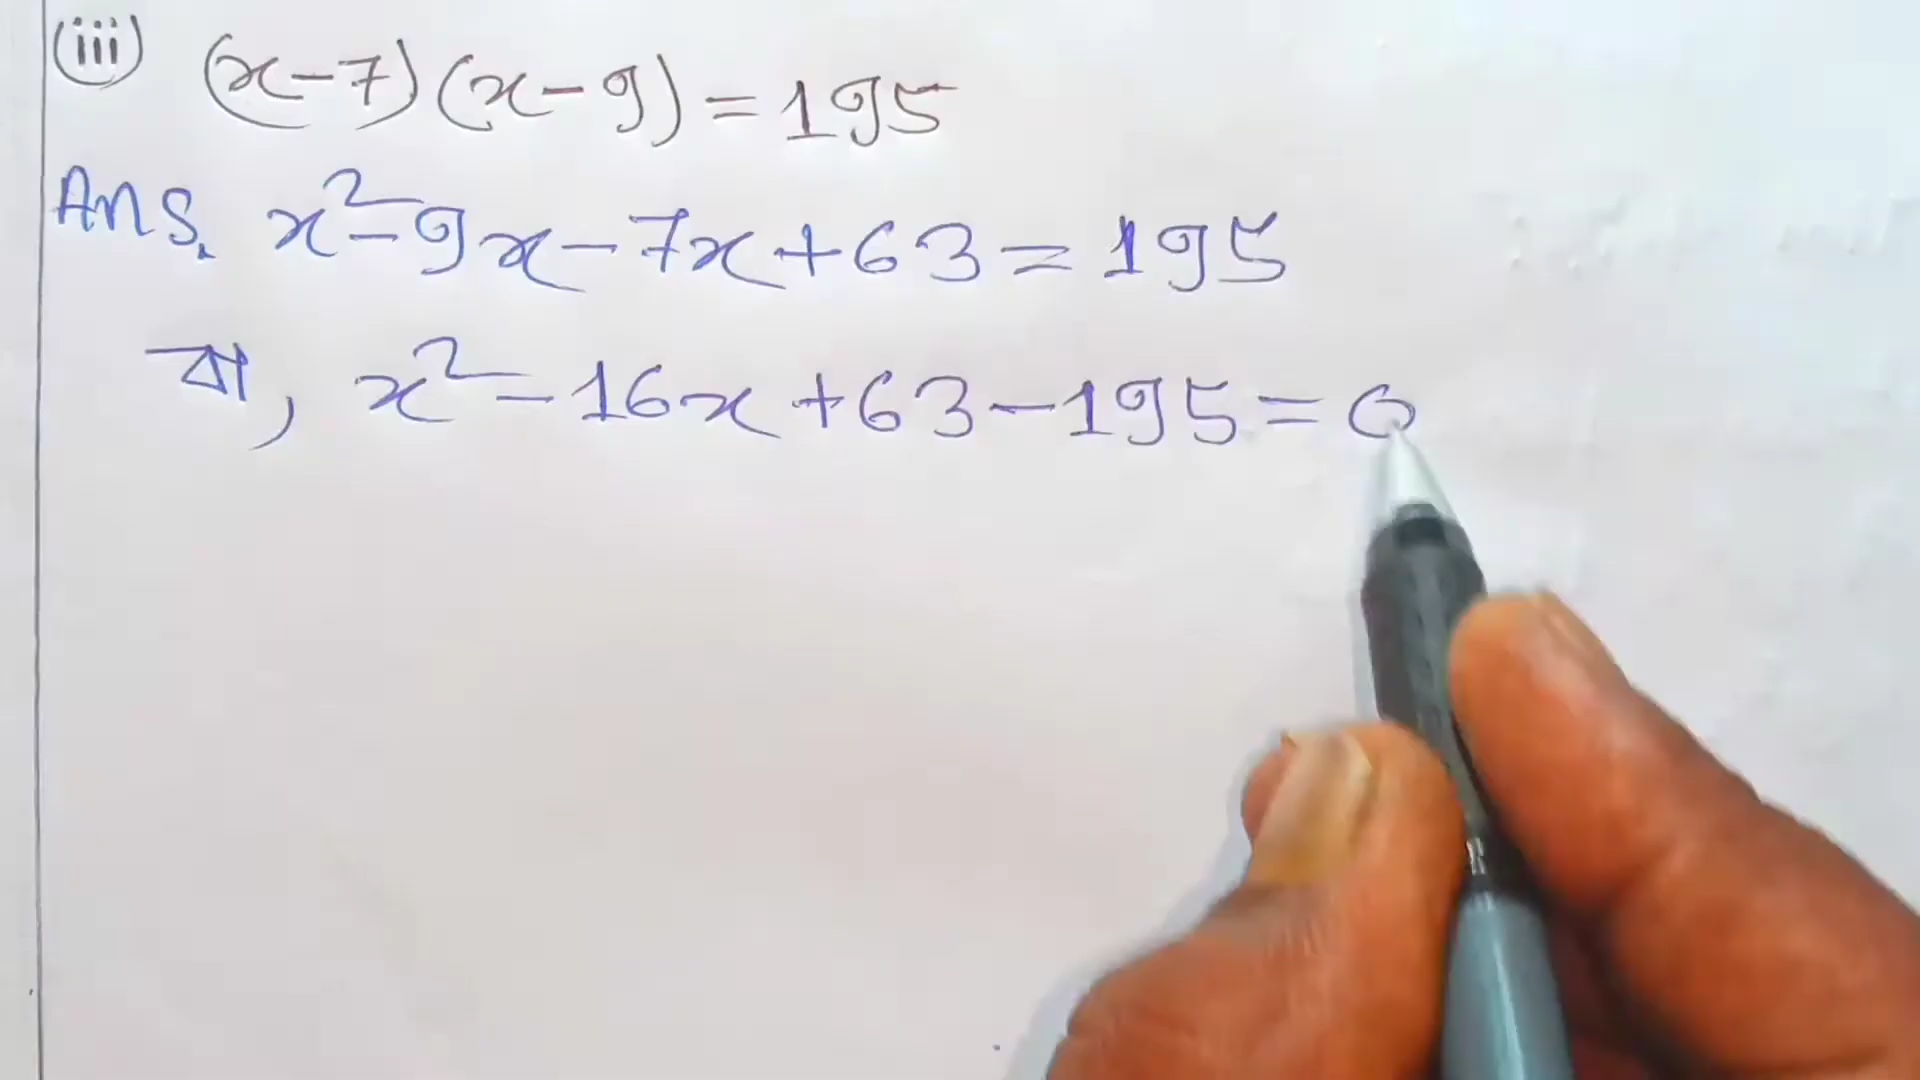 (iii) (x-7)(x-9)=195
Ans. x²-9x-7x+63=195
বা, x²-16x+63-195=0